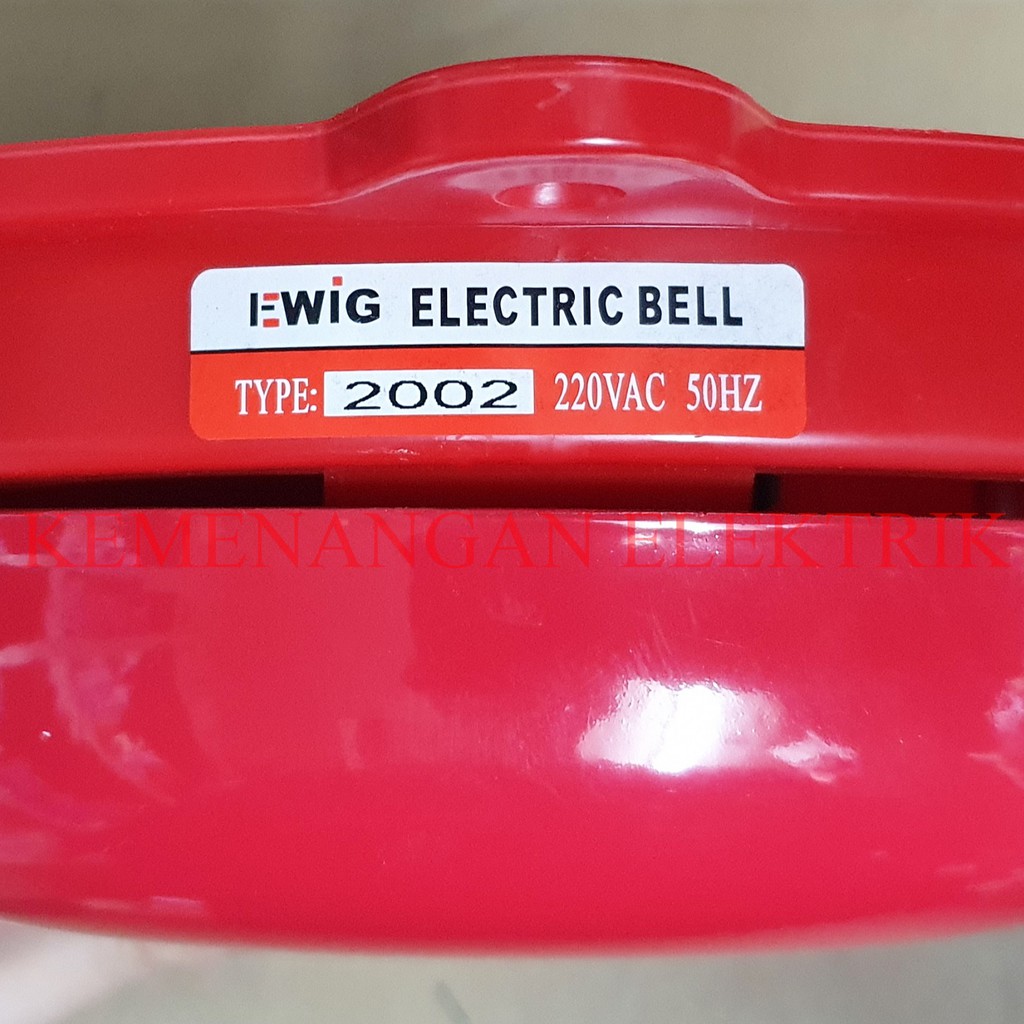 EWiG ELECTRIC BELL
TYPE: 2002 220VAC 50HZ
KEMENANGAN ELEKTRIK